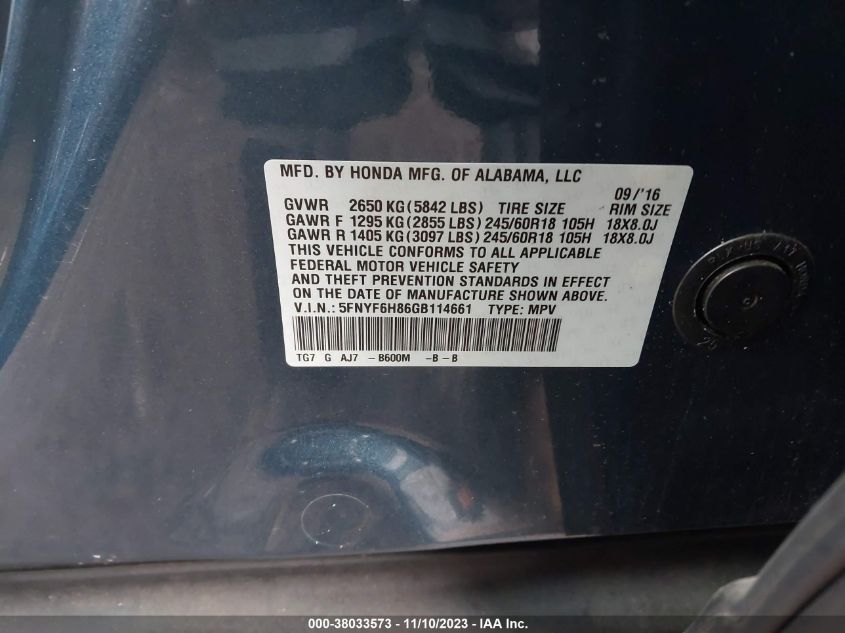 MFD. BY HONDA MFG. OF ALABAMA, LLC
09/'16
GVWR 2650 KG (5842 LBS) TIRE SIZE RIM SIZE
GAWR F 1295 KG (2855 LBS) 245/60R18 105H 18X8.0J
GAWR R 1405 KG (3097 LBS) 245/60R18 105H 18X8.0J
THIS VEHICLE CONFORMS TO ALL APPLICABLE
FEDERAL MOTOR VEHICLE SAFETY
AND THEFT PREVENTION STANDARDS IN EFFECT
ON THE DATE OF MANUFACTURE SHOWN ABOVE.
V.I.N.: 5FNYF6H86GB114661 TYPE: MPV
TG7 G AJ7 -B600M -B-B
000-38033573 — 11/10/2023 — IAA Inc.